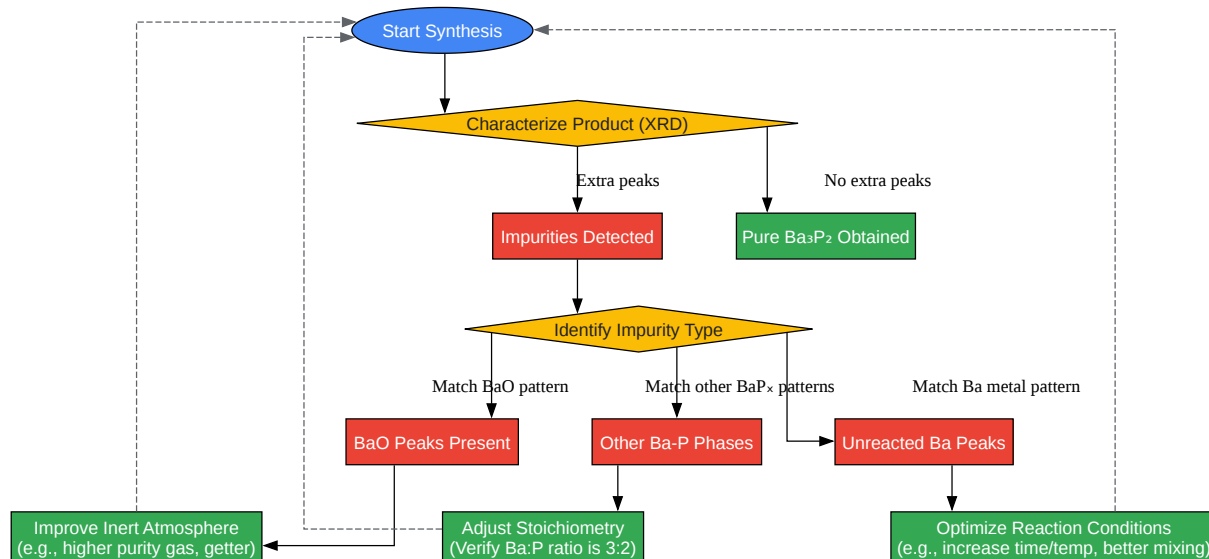 Start Synthesis
Characterize Product (XRD)
Extra peaks
No extra peaks
Impurities Detected
Pure Ba₃P₂ Obtained
Identify Impurity Type
Match BaO pattern
Match other BaPₓ patterns
Match Ba metal pattern
BaO Peaks Present
Other Ba-P Phases
Unreacted Ba Peaks
Improve Inert Atmosphere
(e.g., higher purity gas, getter)
Adjust Stoichiometry
(Verify Ba:P ratio is 3:2)
Optimize Reaction Conditions
(e.g., increase time/temp, better mixing)